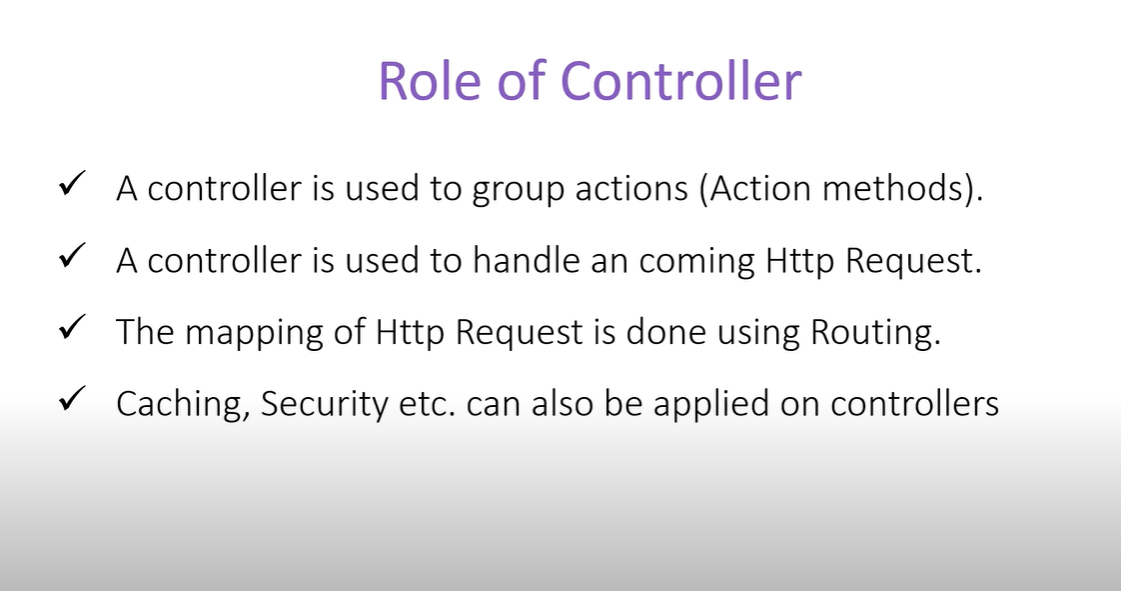 Role of Controller
✓ A controller is used to group actions (Action methods).
✓ A controller is used to handle an coming Http Request.
✓ The mapping of Http Request is done using Routing.
✓ Caching, Security etc. can also be applied on controllers